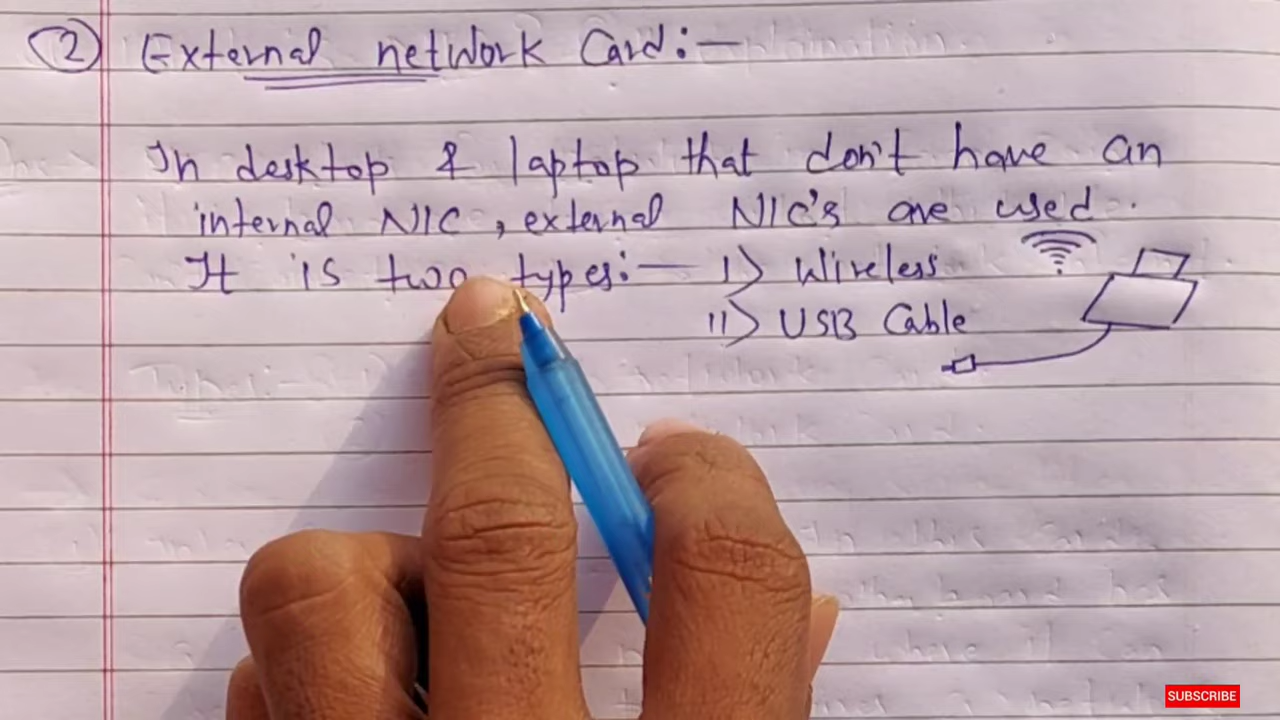 ② External network Card:-
In desktop & laptop that don't have an
internal NIC, external NIC's are used.
It is two types:- i) Wireless
ii) USB Cable
SUBSCRIBE